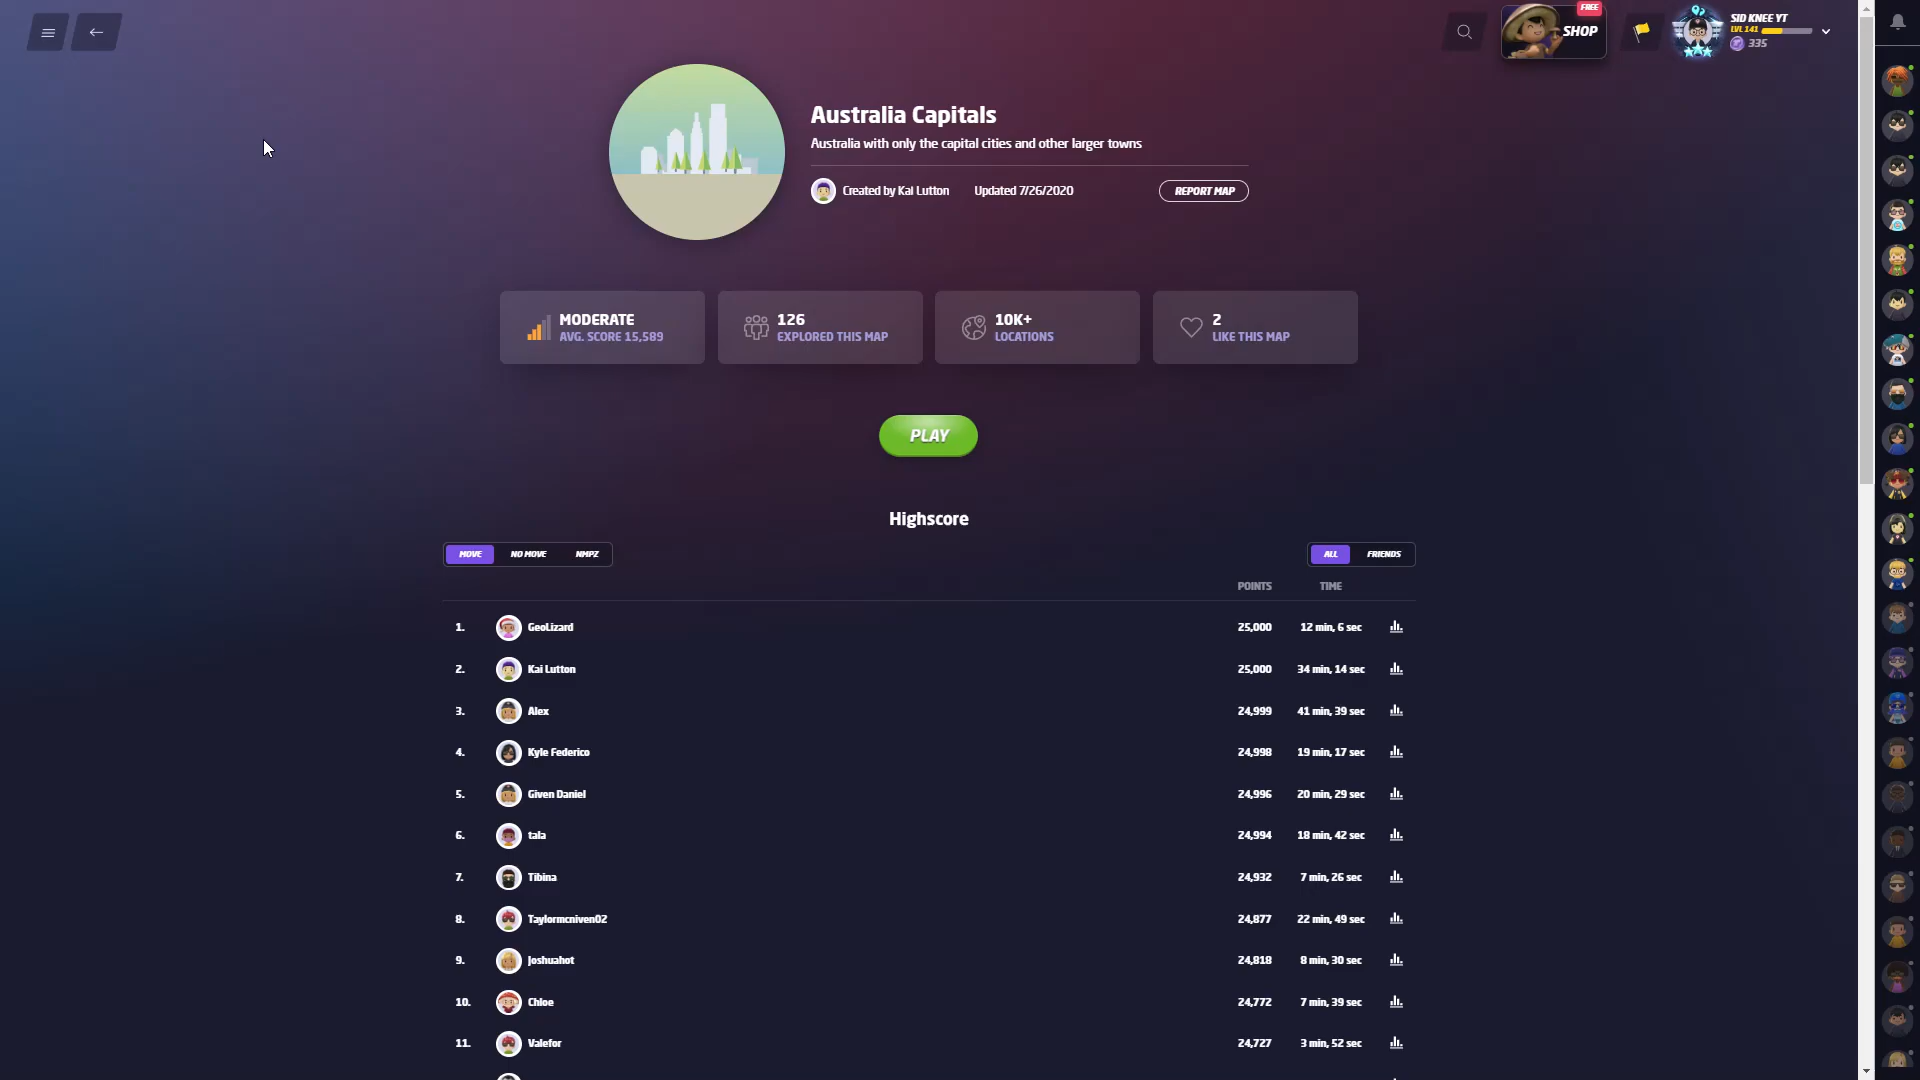 FREE
SHOP
SID KNEE YT
LVL 141
335
Australia Capitals
Australia with only the capital cities and other larger towns
Created by Kai Lutton Updated 7/26/2020 REPORT MAP
MODERATE
AVG. SCORE 15,589
126
EXPLORED THIS MAP
10K+
LOCATIONS
2
LIKE THIS MAP
PLAY
Highscore
MOVE NO MOVE NMPZ ALL FRIENDS
POINTS TIME
1. GeoLizard 25,000 12 min, 6 sec
2. Kai Lutton 25,000 34 min, 14 sec
3. Alex 24,999 41 min, 39 sec
4. Kyle Federico 24,998 19 min, 17 sec
5. Given Daniel 24,996 20 min, 29 sec
6. tala 24,994 18 min, 42 sec
7. Tibina 24,932 7 min, 26 sec
8. Taylormcniven02 24,877 22 min, 49 sec
9. Joshuahot 24,818 8 min, 30 sec
10. Chloe 24,772 7 min, 39 sec
11. Valefor 24,727 3 min, 52 sec